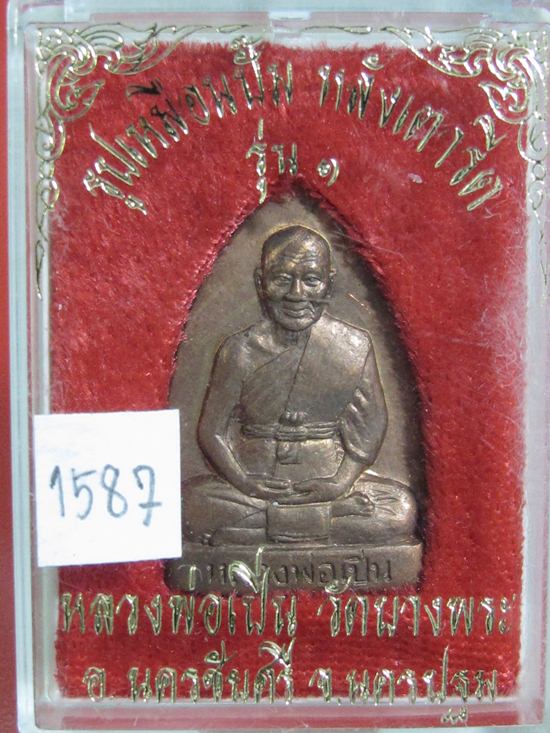 รูปเหมือนปั๊ม หลังเตารีด
รุ่น ๑
1587
หลวงพ่อเปิ่น
หลวงพ่อเปิ่น วัดบางพระ
อ.นครชัยศรี จ.นครปฐม